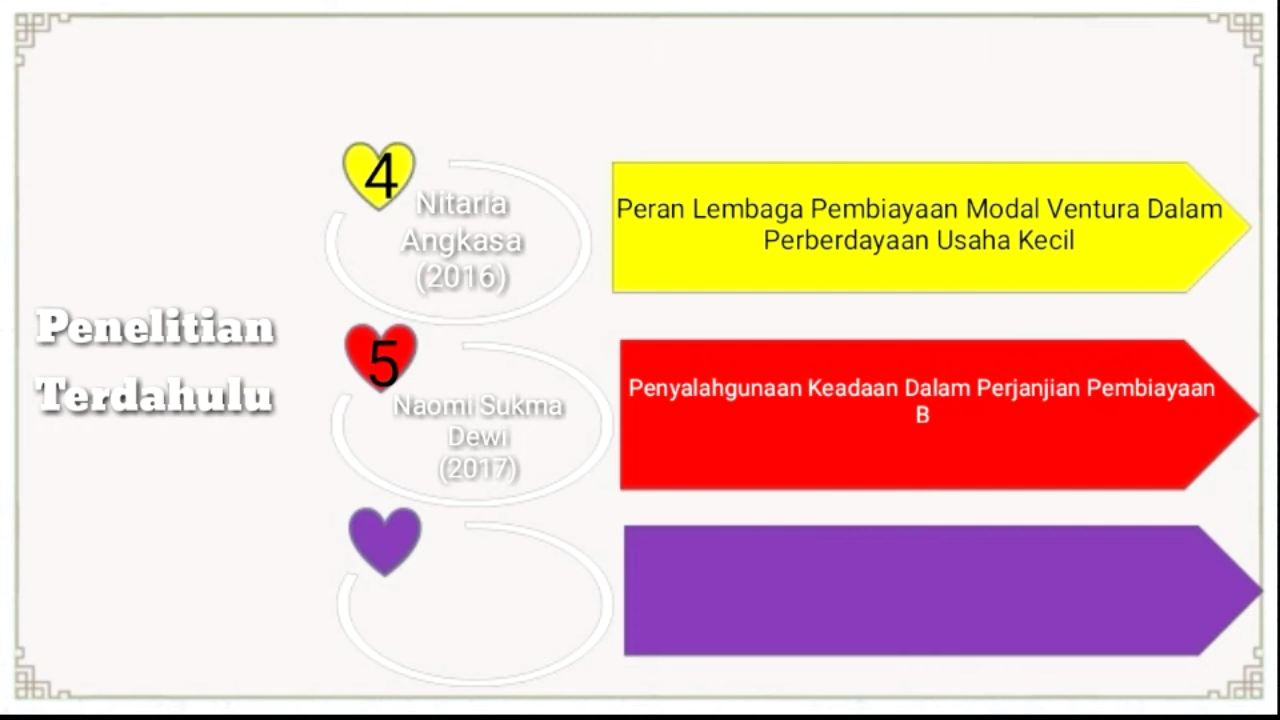 Penelitian
Terdahulu
4
Nitaria
Angkasa
(2016)
Peran Lembaga Pembiayaan Modal Ventura Dalam
Perberdayaan Usaha Kecil
5
Naomi Sukma
Dewi
(2017)
Penyalahgunaan Keadaan Dalam Perjanjian Pembiayaan
B